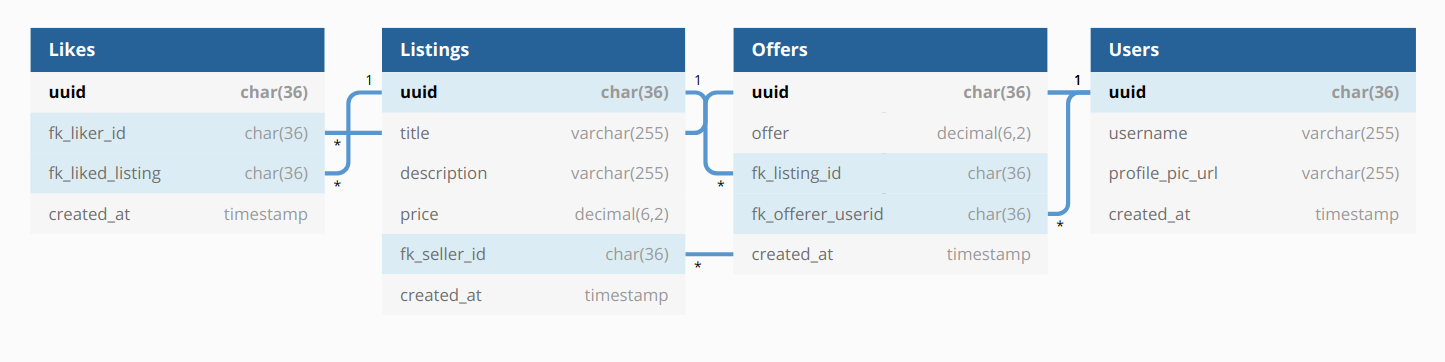 Likes
uuid char(36)
fk_liker_id char(36)
*
fk_liked_listing char(36)
*
created_at timestamp
1
Listings
uuid char(36)
title varchar(255)
description varchar(255)
price decimal(6,2)
fk_seller_id char(36)
*
created_at timestamp
1
Offers
uuid char(36)
offer decimal(6,2)
*
fk_listing_id char(36)
fk_offerer_userid char(36)
*
created_at timestamp
1
Users
uuid char(36)
username varchar(255)
profile_pic_url varchar(255)
created_at timestamp